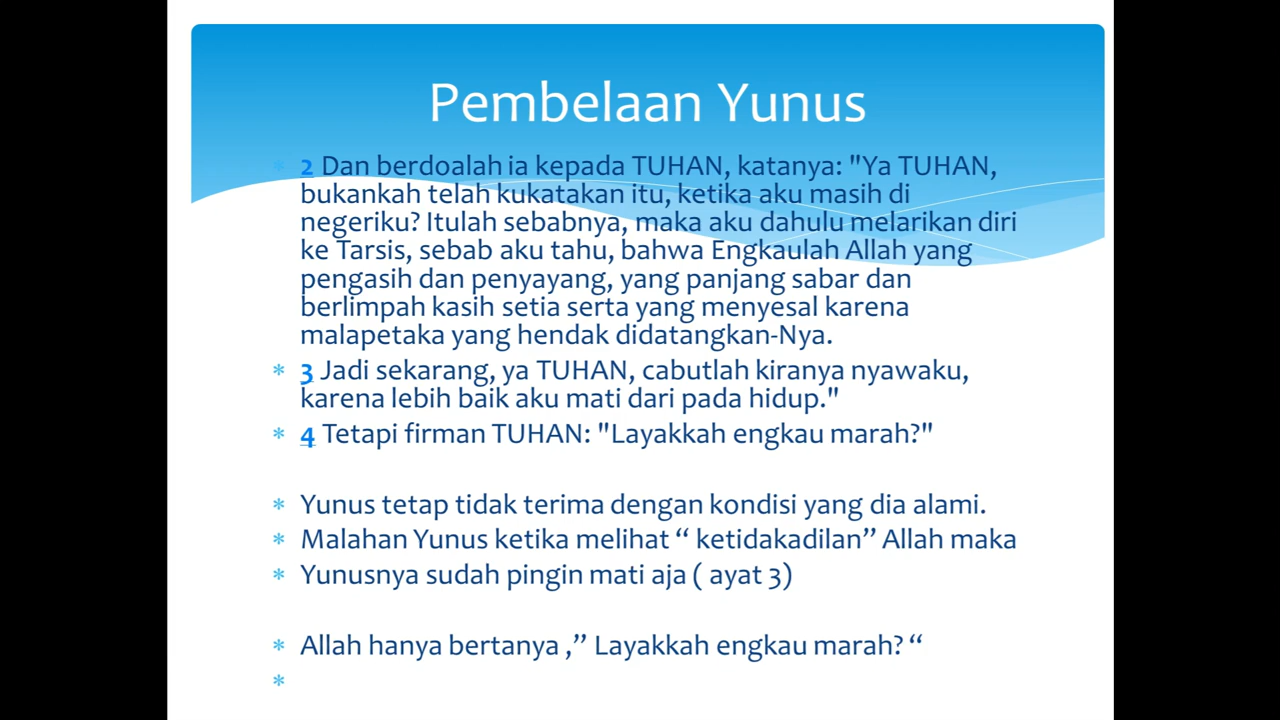 Pembelaan Yunus
* 2 Dan berdoalah ia kepada TUHAN, katanya: "Ya TUHAN,
bukankah telah kukatakan itu, ketika aku masih di
negeriku? Itulah sebabnya, maka aku dahulu melarikan diri
ke Tarsis, sebab aku tahu, bahwa Engkaulah Allah yang
pengasih dan penyayang, yang panjang sabar dan
berlimpah kasih setia serta yang menyesal karena
malapetaka yang hendak didatangkan-Nya.
* 3 Jadi sekarang, ya TUHAN, cabutlah kiranya nyawaku,
karena lebih baik aku mati dari pada hidup."
* 4 Tetapi firman TUHAN: "Layakkah engkau marah?"
* Yunus tetap tidak terima dengan kondisi yang dia alami.
* Malahan Yunus ketika melihat “ ketidakadilan” Allah maka
* Yunusnya sudah pingin mati aja ( ayat 3)
* Allah hanya bertanya ,” Layakkah engkau marah? “
*